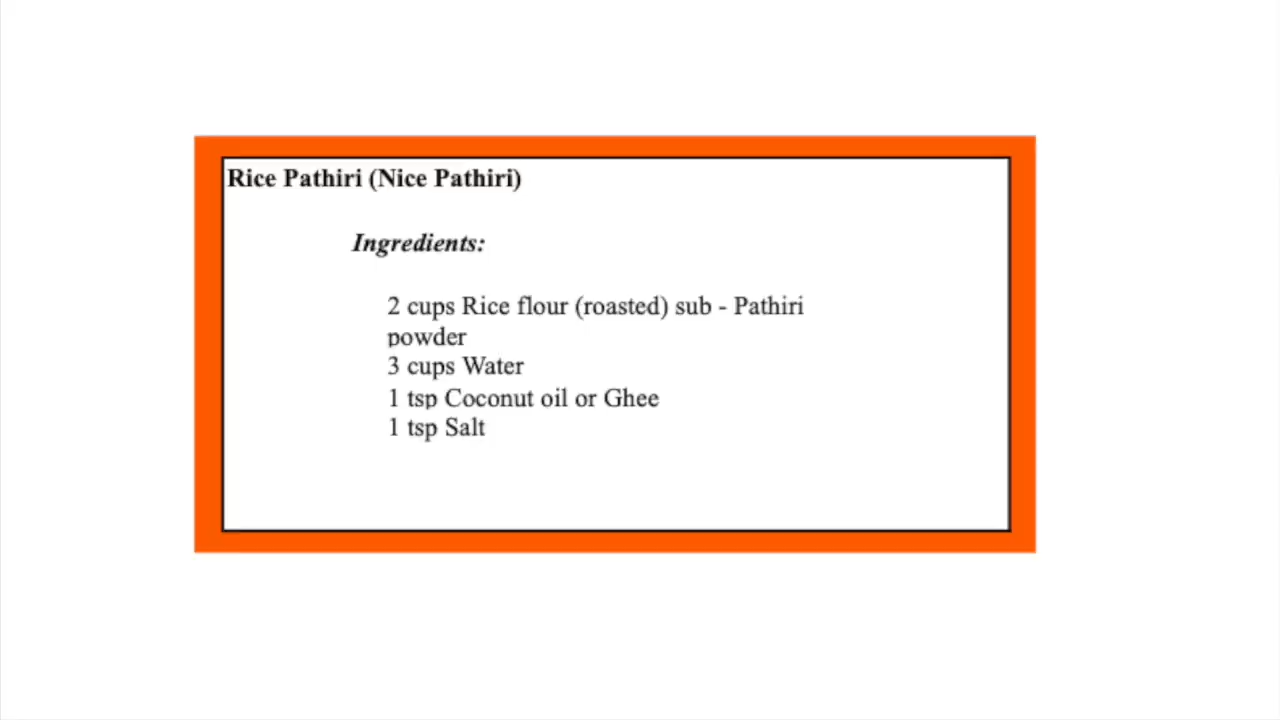 Rice Pathiri (Nice Pathiri)
Ingredients:
2 cups Rice flour (roasted) sub - Pathiri
powder
3 cups Water
1 tsp Coconut oil or Ghee
1 tsp Salt